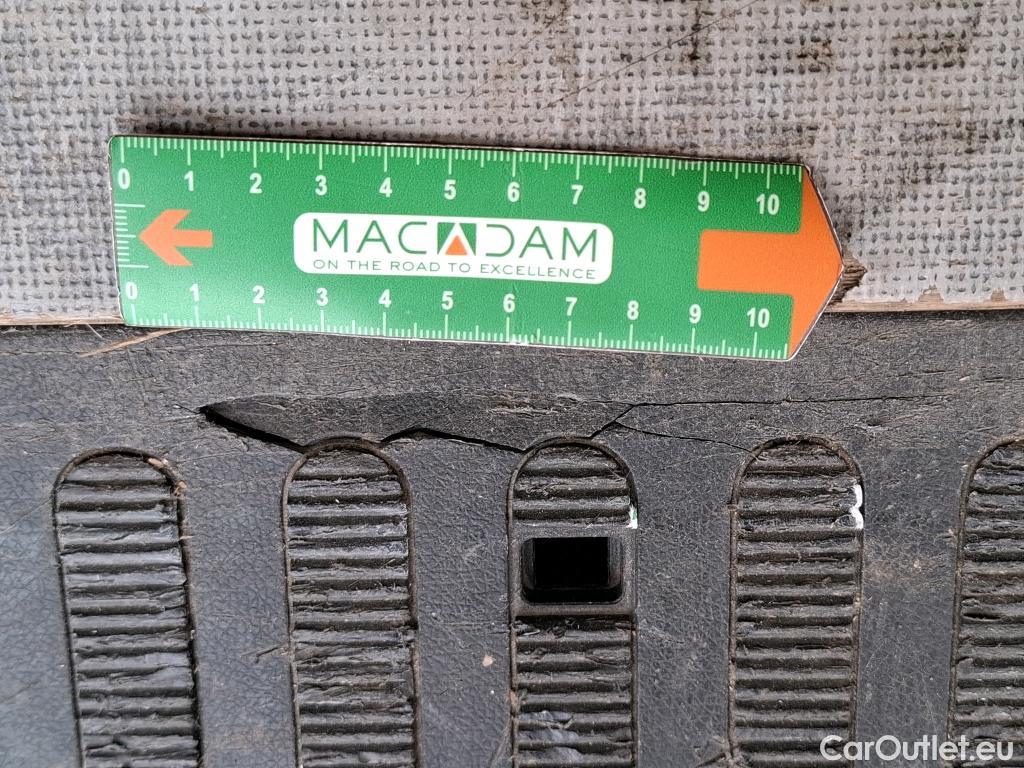 0 1 2 3 4 5 6 7 8 9 10
MACADAM
ON THE ROAD TO EXCELLENCE
0 1 2 3 4 5 6 7 8 9 10
CarOutlet.eu